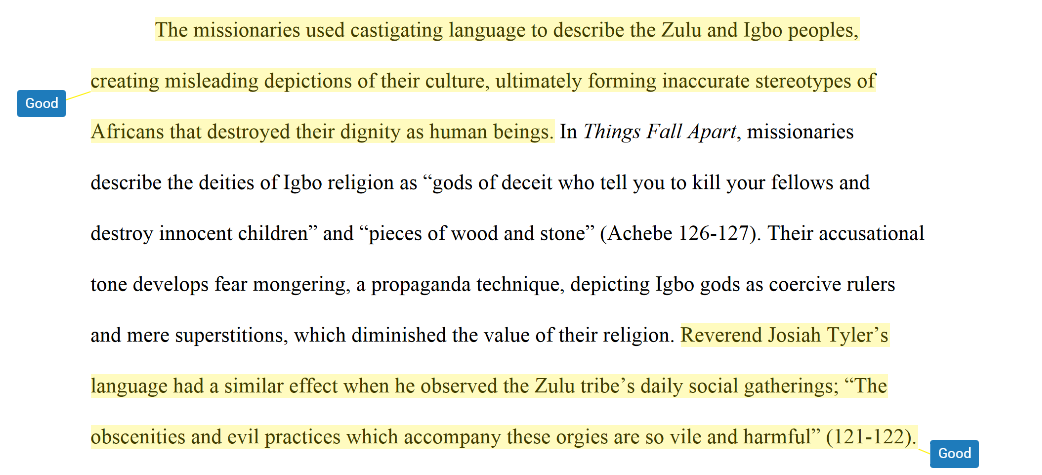 The missionaries used castigating language to describe the Zulu and Igbo peoples,
creating misleading depictions of their culture, ultimately forming inaccurate stereotypes of
Good
Africans that destroyed their dignity as human beings. In Things Fall Apart, missionaries
describe the deities of Igbo religion as “gods of deceit who tell you to kill your fellows and
destroy innocent children” and “pieces of wood and stone” (Achebe 126-127). Their accusational
tone develops fear mongering, a propaganda technique, depicting Igbo gods as coercive rulers
and mere superstitions, which diminished the value of their religion. Reverend Josiah Tyler’s
language had a similar effect when he observed the Zulu tribe’s daily social gatherings; “The
obscenities and evil practices which accompany these orgies are so vile and harmful” (121-122).
Good